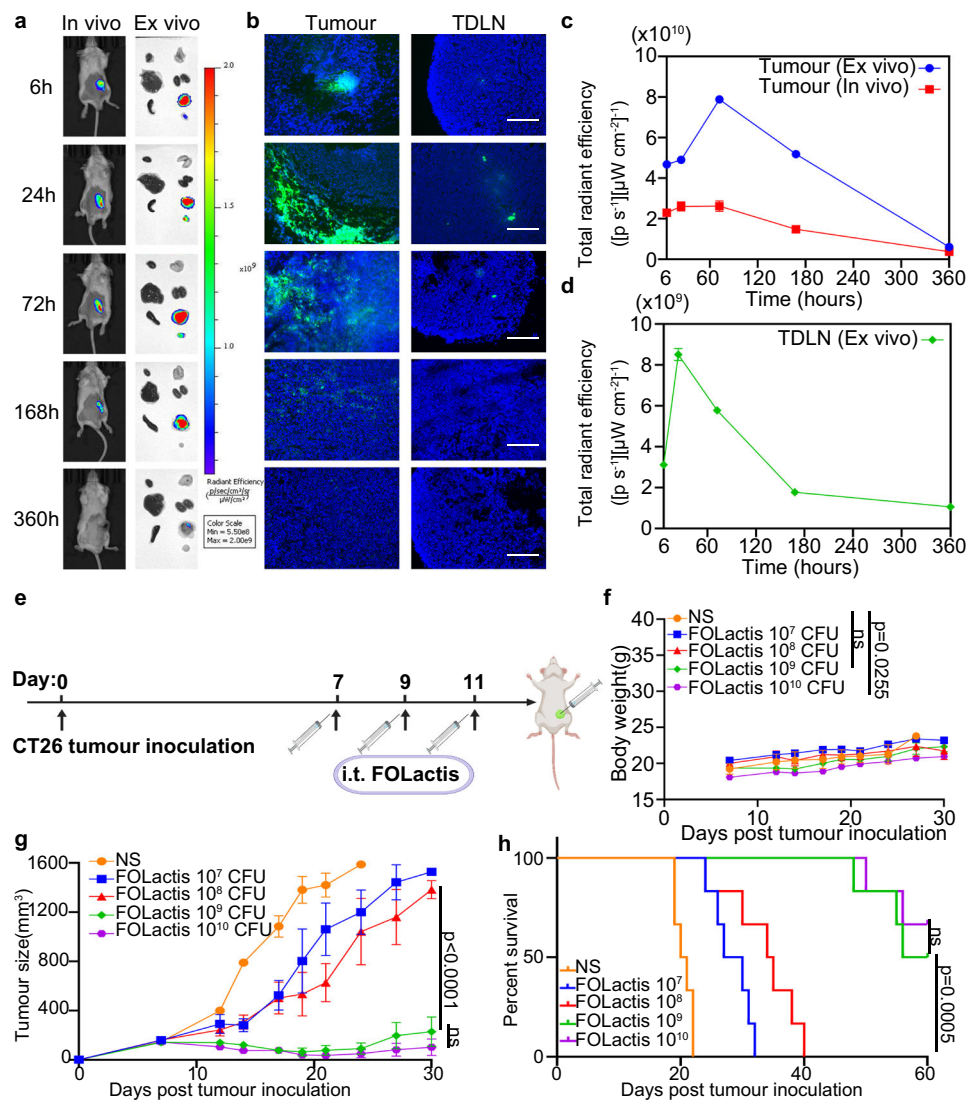 a
In vivo
Ex vivo
6h
24h
72h
168h
360h
2.0
1.5
x10⁹
1.0
Radiant Efficiency
(p/sec/cm²/sr / µW/cm²)
Color Scale
Min = 5.50e8
Max = 2.00e9
b
Tumour
TDLN
c
(x10¹⁰)
Total radiant efficiency
([p s⁻¹][µW cm⁻²]⁻¹)
10
8
6
4
2
0
Tumour (Ex vivo)
Tumour (In vivo)
6 60 120 180 240 300 360
Time (hours)
d
(x10⁹)
Total radiant efficiency
([p s⁻¹][µW cm⁻²]⁻¹)
10
8
6
4
2
0
TDLN (Ex vivo)
6 60 120 180 240 300 360
Time (hours)
e
Day:
0
7
9
11
CT26 tumour inoculation
i.t. FOLactis
f
Body weight(g)
40
35
30
25
20
15
NS
FOLactis 10⁷ CFU
FOLactis 10⁸ CFU
FOLactis 10⁹ CFU
FOLactis 10¹⁰ CFU
ns
p=0.0255
0 10 20 30
Days post tumour inoculation
g
Tumour size(mm³)
1600
1200
800
400
0
NS
FOLactis 10⁷ CFU
FOLactis 10⁸ CFU
FOLactis 10⁹ CFU
FOLactis 10¹⁰ CFU
p<0.0001
ns
0 10 20 30
Days post tumour inoculation
h
Percent survival
100
50
0
NS
FOLactis 10⁷
FOLactis 10⁸
FOLactis 10⁹
FOLactis 10¹⁰
ns
p=0.0005
0 20 40 60
Days post tumour inoculation